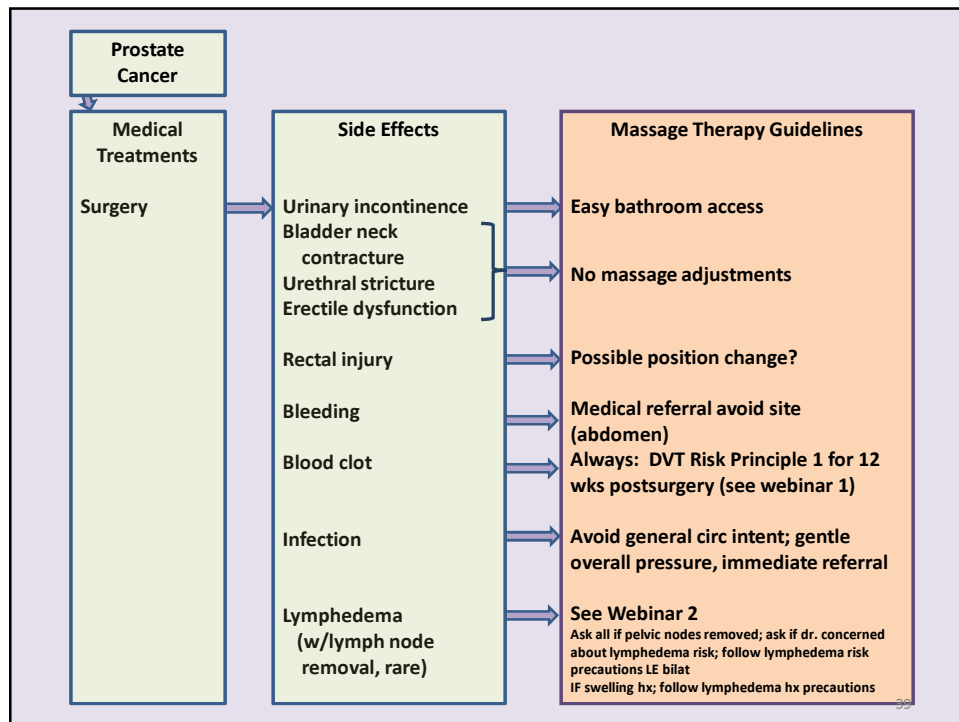 Prostate
Cancer
Medical
Treatments
Surgery
Side Effects
Urinary incontinence
Bladder neck
contracture
Urethral stricture
Erectile dysfunction
Rectal injury
Bleeding
Blood clot
Infection
Lymphedema
(w/lymph node
removal, rare)
Massage Therapy Guidelines
Easy bathroom access
No massage adjustments
Possible position change?
Medical referral avoid site
(abdomen)
Always: DVT Risk Principle 1 for 12
wks postsurgery (see webinar 1)
Avoid general circ intent; gentle
overall pressure, immediate referral
See Webinar 2
Ask all if pelvic nodes removed; ask if dr. concerned
about lymphedema risk; follow lymphedema risk
precautions LE bilat
IF swelling hx; follow lymphedema hx precautions
39